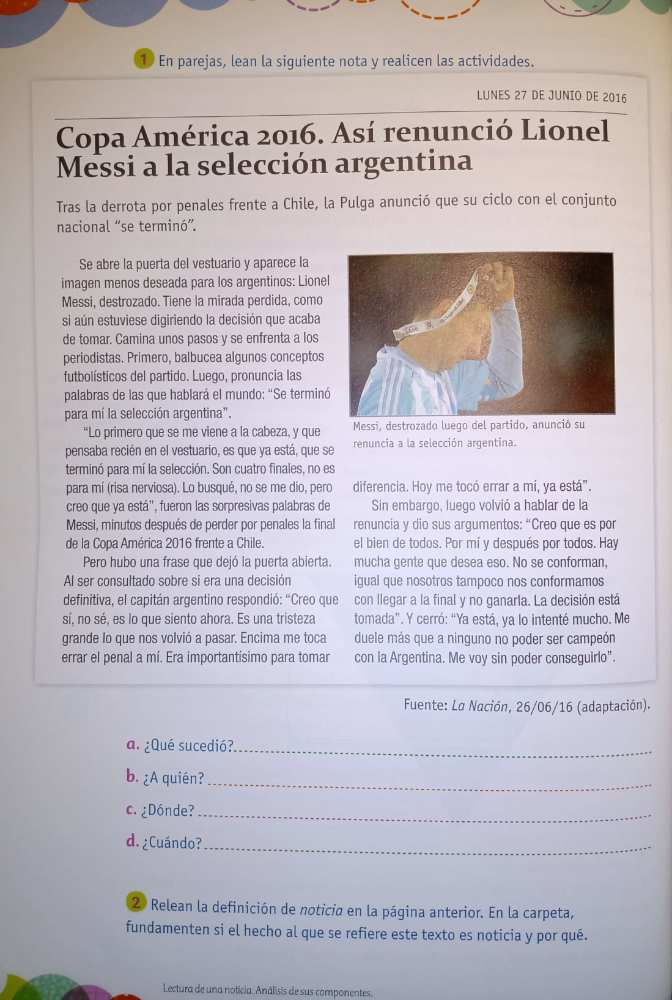 1 En parejas, lean la siguiente nota y realicen las actividades.
LUNES 27 DE JUNIO DE 2016
Copa América 2016. Así renunció Lionel
Messi a la selección argentina
Tras la derrota por penales frente a Chile, la Pulga anunció que su ciclo con el conjunto
nacional “se terminó”.
Se abre la puerta del vestuario y aparece la
imagen menos deseada para los argentinos: Lionel
Messi, destrozado. Tiene la mirada perdida, como
si aún estuviese digiriendo la decisión que acaba
de tomar. Camina unos pasos y se enfrenta a los
periodistas. Primero, balbucea algunos conceptos
futbolísticos del partido. Luego, pronuncia las
palabras de las que hablará el mundo: “Se terminó
para mí la selección argentina”.
“Lo primero que se me viene a la cabeza, y que
pensaba recién en el vestuario, es que ya está, que se
terminó para mí la selección. Son cuatro finales, no es
para mí (risa nerviosa). Lo busqué, no se me dio, pero
creo que ya está”, fueron las sorpresivas palabras de
Messi, minutos después de perder por penales la final
de la Copa América 2016 frente a Chile.
Pero hubo una frase que dejó la puerta abierta.
Al ser consultado sobre si era una decisión
definitiva, el capitán argentino respondió: “Creo que
sí, no sé, es lo que siento ahora. Es una tristeza
grande lo que nos volvió a pasar. Encima me toca
errar el penal a mí. Era importantísimo para tomar
Messi, destrozado luego del partido, anunció su
renuncia a la selección argentina.
diferencia. Hoy me tocó errar a mí, ya está”.
Sin embargo, luego volvió a hablar de la
renuncia y dio sus argumentos: “Creo que es por
el bien de todos. Por mí y después por todos. Hay
mucha gente que desea eso. No se conforman,
igual que nosotros tampoco nos conformamos
con llegar a la final y no ganarla. La decisión está
tomada”. Y cerró: “Ya está, ya lo intenté mucho. Me
duele más que a ninguno no poder ser campeón
con la Argentina. Me voy sin poder conseguirlo”.
Fuente: La Nación, 26/06/16 (adaptación).
a. ¿Qué sucedió?
b. ¿A quién?
c. ¿Dónde?
d. ¿Cuándo?
2 Relean la definición de noticia en la página anterior. En la carpeta,
fundamenten si el hecho al que se refiere este texto es noticia y por qué.
Lectura de una noticia. Análisis de sus componentes.